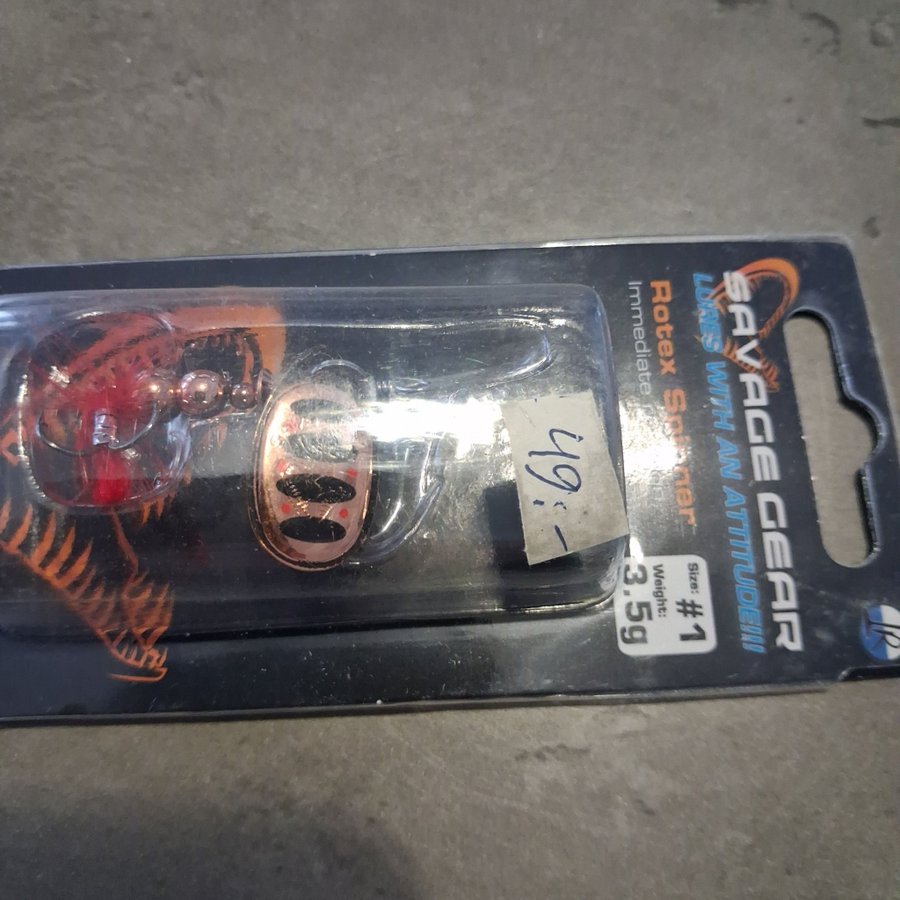 SAVAGE GEAR
LURES WITH AN ATTITUDE!!!
Rotex Spinner
Immediate
Size: #1
Weight:
3.5g
49:-